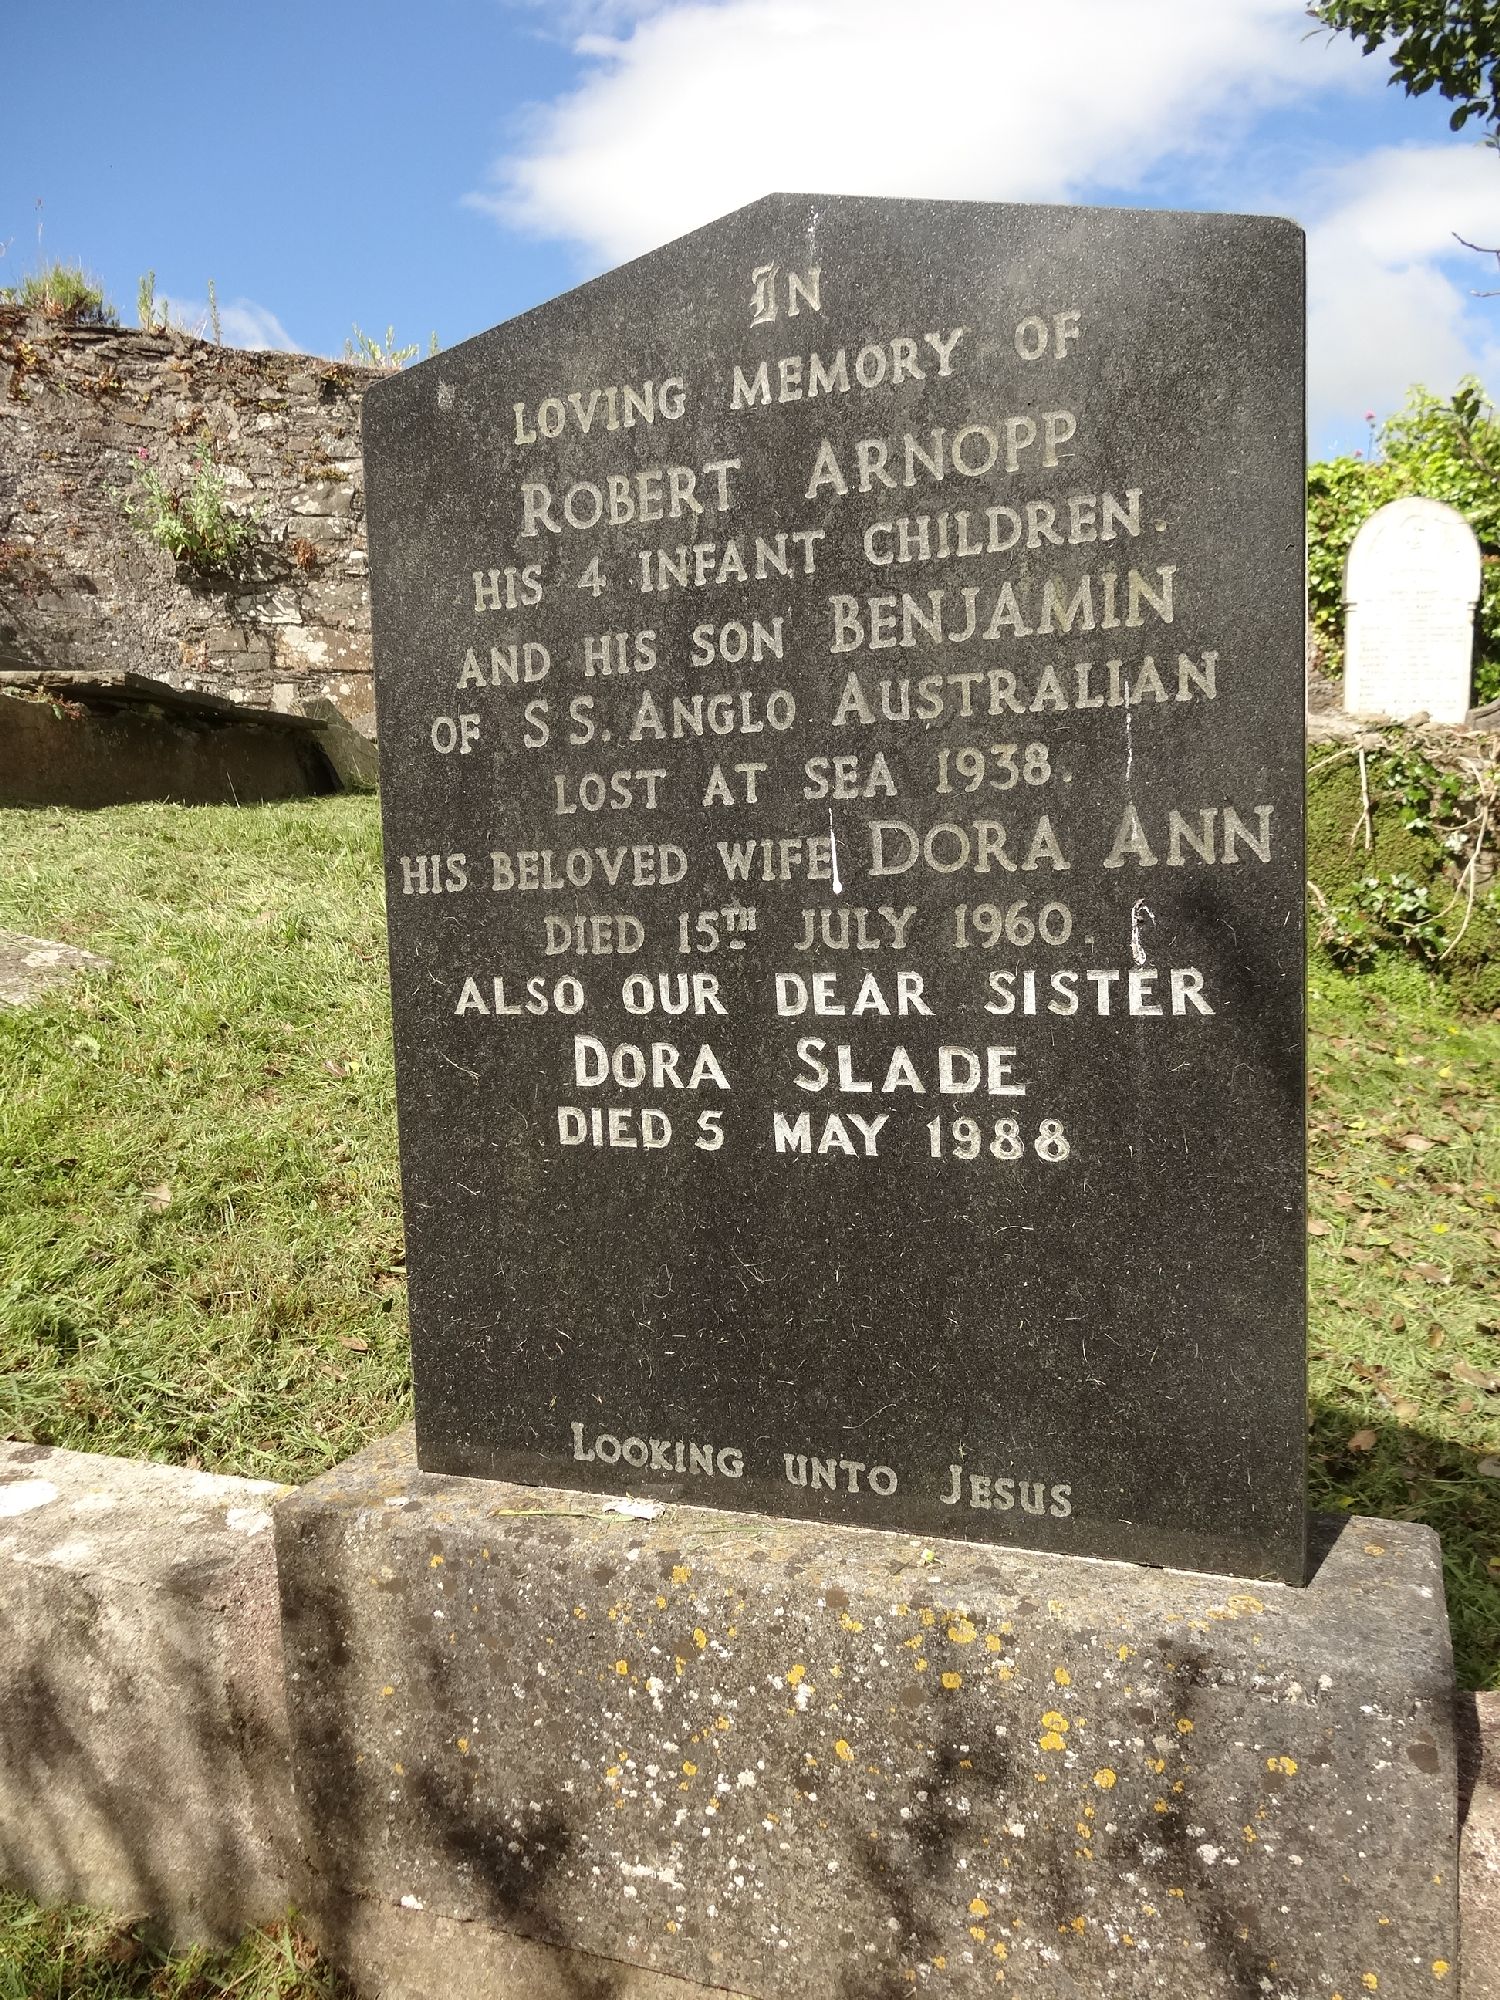 IN
LOVING MEMORY OF
ROBERT ARNOPP
HIS 4 INFANT CHILDREN.
AND HIS SON BENJAMIN
OF S S. ANGLO AUSTRALIAN
LOST AT SEA 1938.
HIS BELOVED WIFE DORA ANN
DIED 15TH JULY 1960.
ALSO OUR DEAR SISTER
DORA SLADE
DIED 5 MAY 1988
LOOKING UNTO JESUS